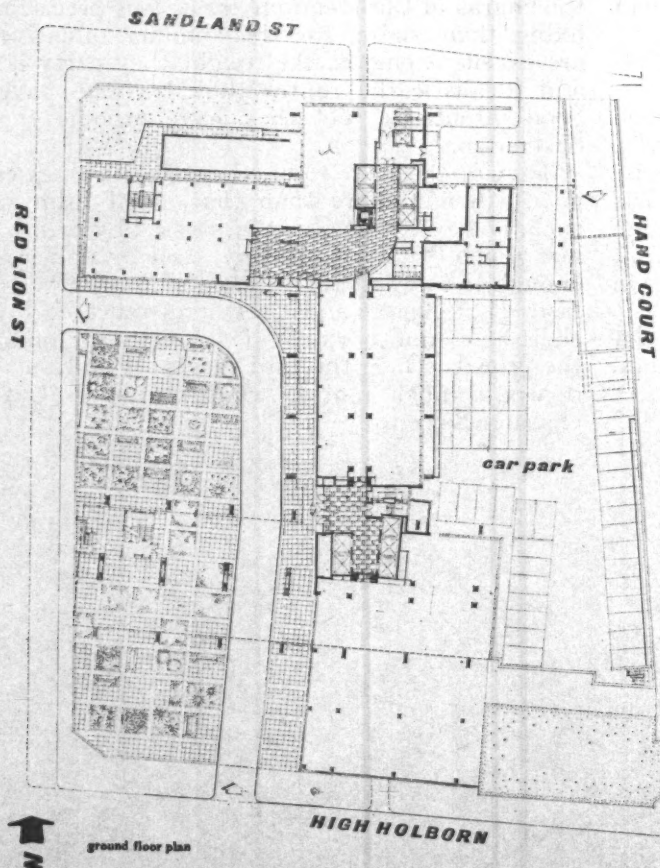 SANDLAND ST
RED LION ST
HAND COURT
car park
HIGH HOLBORN
N
ground floor plan